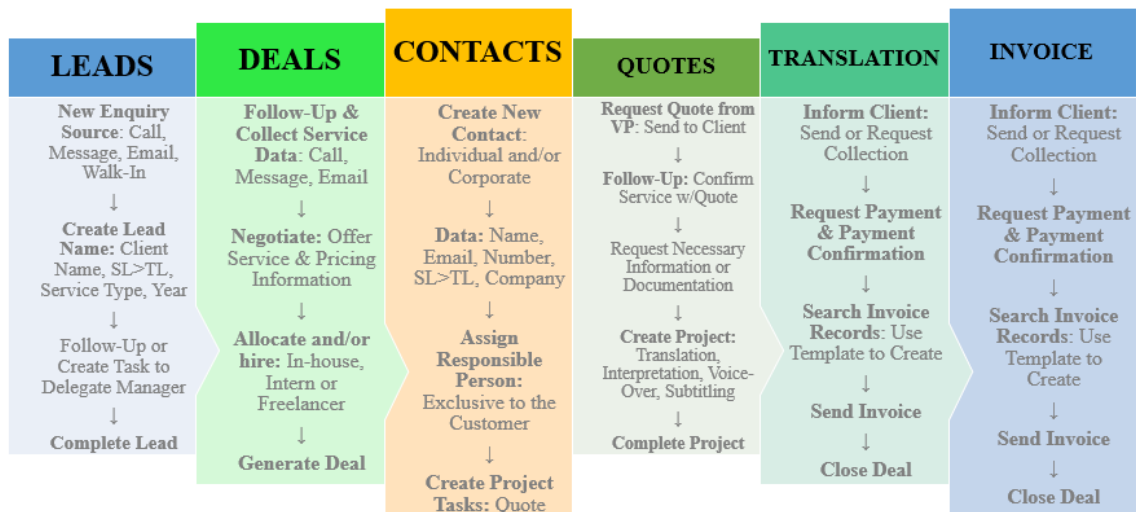 LEADS
New Enquiry
Source: Call,
Message, Email,
Walk-In
↓
Create Lead
Name: Client
Name, SL>TL,
Service Type, Year
↓
Follow-Up or
Create Task to
Delegate Manager
↓
Complete Lead
DEALS
Follow-Up &
Collect Service
Data: Call,
Message, Email
↓
Negotiate: Offer
Service & Pricing
Information
↓
Allocate and/or
hire: In-house,
Intern or
Freelancer
↓
Generate Deal
CONTACTS
Create New
Contact:
Individual and/or
Corporate
↓
Data: Name,
Email, Number,
SL>TL, Company
↓
Assign
Responsible
Person:
Exclusive to the
Customer
↓
Create Project
Tasks: Quote
QUOTES
Request Quote from
VP: Send to Client
↓
Follow-Up: Confirm
Service w/Quote
↓
Request Necessary
Information or
Documentation
↓
Create Project:
Translation,
Interpretation, Voice-
Over, Subtitling
↓
Complete Project
TRANSLATION
Inform Client:
Send or Request
Collection
↓
Request Payment
& Payment
Confirmation
↓
Search Invoice
Records: Use
Template to Create
↓
Send Invoice
↓
Close Deal
INVOICE
Inform Client:
Send or Request
Collection
↓
Request Payment
& Payment
Confirmation
↓
Search Invoice
Records: Use
Template to
Create
↓
Send Invoice
↓
Close Deal